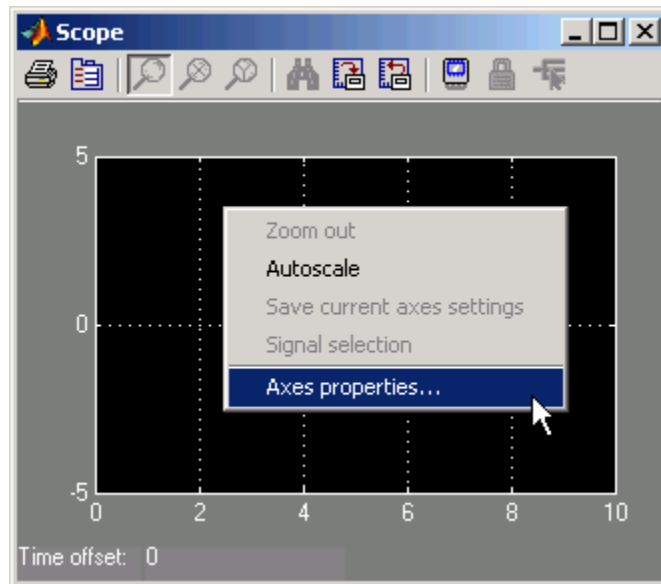 Scope
5
Zoom out
Autoscale
Save current axes settings
0
Signal selection
Axes properties...
-5
0 2 4 6 8 10
Time offset: 0